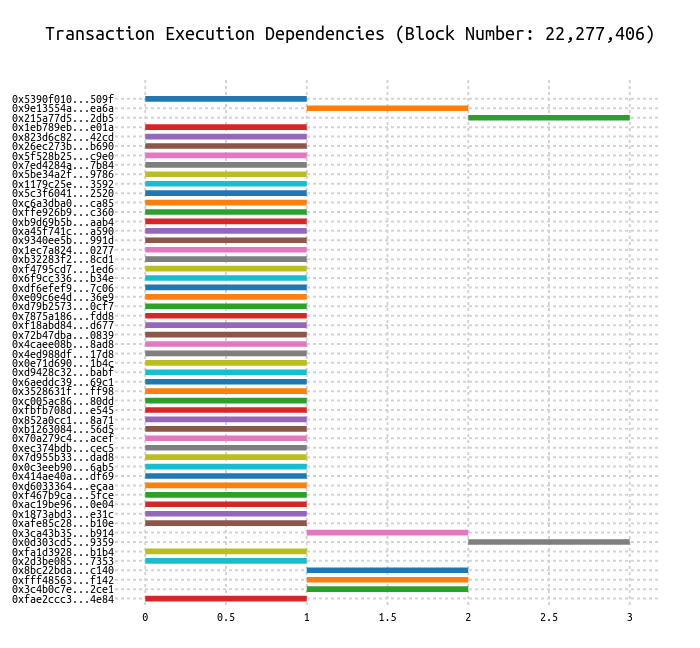 Transaction Execution Dependencies (Block Number: 22,277,406)
0x5390f010...509f
0x9e13554a...ea6a
0x215a77d5...2db5
0x1eb789eb...e01a
0x823d6c82...42cd
0x26ec273b...b690
0x5f528b25...c9e0
0x7ed4284a...7b84
0x5be34a2f...9786
0x1179c25e...3592
0x5c3f6041...2520
0xc6a3dba0...ca85
0xffe926b9...c360
0xb9d69b5b...aab4
0xa45f741c...a590
0x9340ee5b...991d
0x1ec7a824...0277
0xb32283f2...8cd1
0xf4795cd7...1ed6
0x6f9cc336...b34e
0xdf6efef9...7c06
0xe09c6e4d...36e9
0xd79b2573...0cf7
0x7875a186...fdd8
0xf18abd84...d677
0x72b47dba...0839
0x4caee08b...8ad8
0x4ed988df...17d8
0x0e71d690...1b4c
0xd9428c32...babf
0x6aeddc39...69c1
0x3528631f...ff98
0xc005ac86...80dd
0xfbfb708d...e545
0x852a0cc1...8a71
0xb1263084...56d5
0x70a279c4...acef
0xec374bdb...cec5
0x7d955b33...dad8
0x0c3eeb90...6ab5
0x414ae40a...df69
0xd6033364...ecaa
0xf467b9ca...5fce
0xac19be96...0e04
0x1873abd3...e31c
0xafe85c28...b10e
0x3ca43b35...b914
0x0d303cd5...9359
0xfa1d3928...b1b4
0x2d3be085...7353
0x8bc22bda...c140
0xfff48563...f142
0x3c4b0c7e...2ce1
0xfae2ccc3...4e84
0 0.5 1 1.5 2 2.5 3